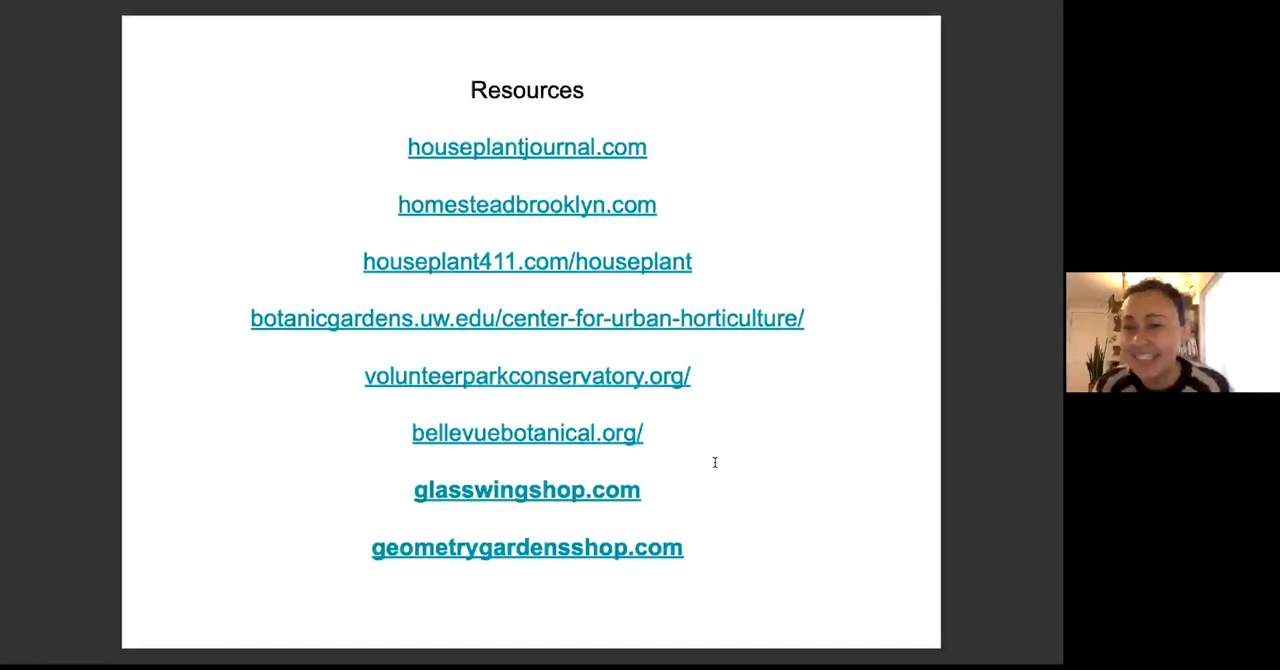 Resources
houseplantjournal.com
homesteadbrooklyn.com
houseplant411.com/houseplant
botanicgardens.uw.edu/center-for-urban-horticulture/
volunteerparkconservatory.org/
bellevuebotanical.org/
glasswingshop.com
geometrygardensshop.com